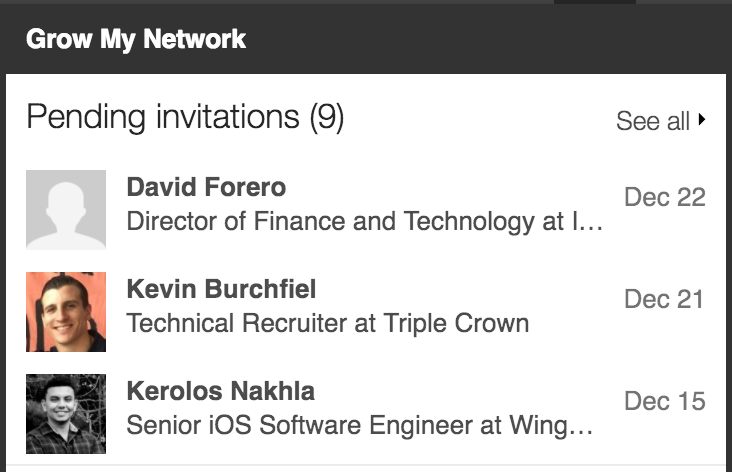 Grow My Network
Pending invitations (9)
See all
David Forero
Dec 22
Director of Finance and Technology at I…
Kevin Burchfiel
Dec 21
Technical Recruiter at Triple Crown
Kerolos Nakhla
Dec 15
Senior iOS Software Engineer at Wing…